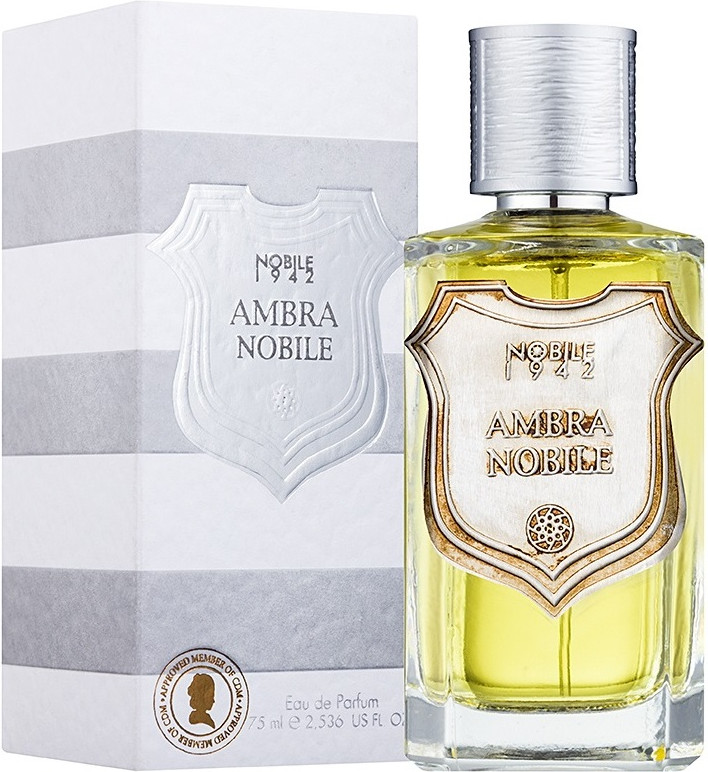 NOBILE
1942
AMBRA
NOBILE
APPROVED MEMBER OF CDM • APPROVED MEMBER OF CDM •
Eau de Parfum
75 ml e 2,536 US FL OZ
NOBILE
1942
AMBRA
NOBILE